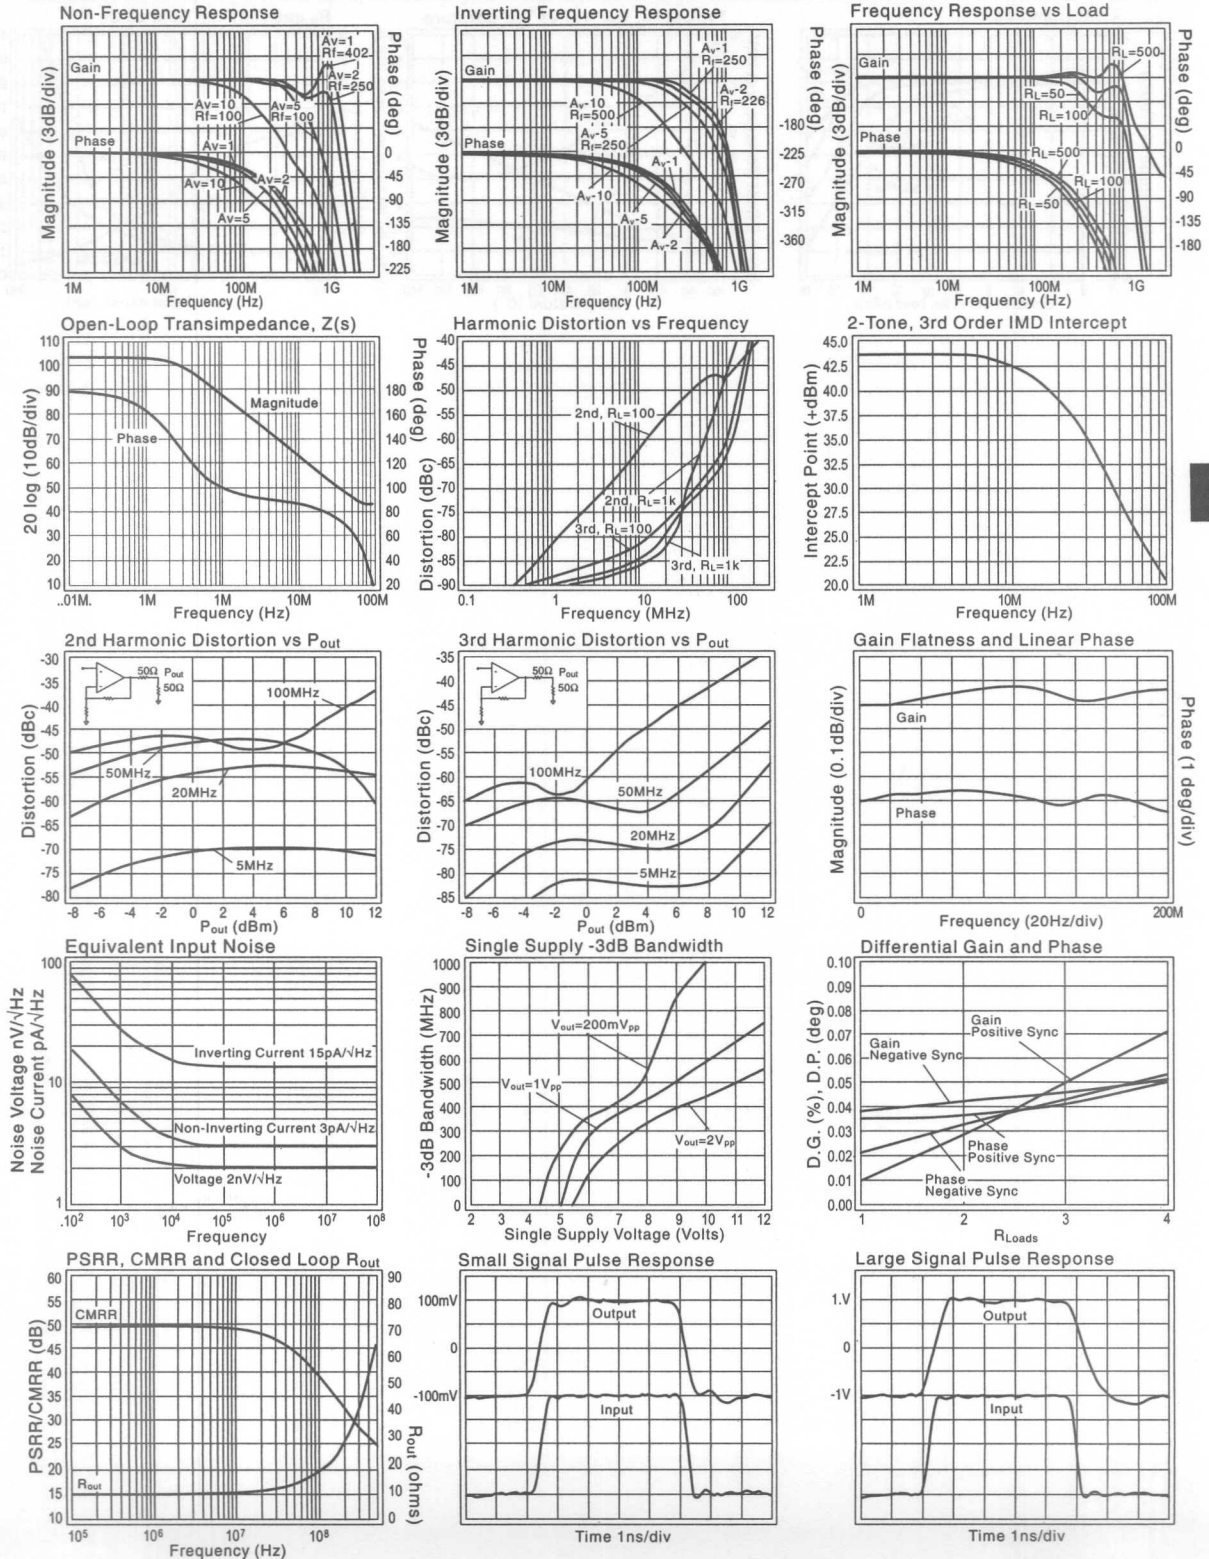 Non-Frequency Response
Magnitude (3dB/div)
Gain
Phase
Av=1
Rf=402
Av=2
Rf=250
Av=10
Rf=100
Av=5
Rf=100
Av=1
Av=10
Av=2
Av=5
Phase (deg)
0
-45
-90
-135
-180
-225
1M 10M 100M 1G
Frequency (Hz)
Inverting Frequency Response
Magnitude (3dB/div)
Gain
Phase
Av-1
Rf=250
Av-2
Rf=226
Av-10
Rf=500
Av-5
Rf=250
Av-1
Av-10
Av-5
Av-2
Phase (deg)
-180
-225
-270
-315
-360
1M 10M 100M 1G
Frequency (Hz)
Frequency Response vs Load
Magnitude (3dB/div)
Gain
Phase
RL=500
RL=50
RL=100
RL=500
RL=100
RL=50
Phase (deg)
0
-45
-90
-135
-180
1M 10M 100M 1G
Frequency (Hz)
Open-Loop Transimpedance, Z(s)
20 log (10dB/div)
110
100
90
80
70
60
50
40
30
20
10
Magnitude
Phase
Phase (deg)
180
160
140
120
100
80
60
40
20
..01M. 1M 10M 100M
Frequency (Hz)
Harmonic Distortion vs Frequency
Distortion (dBc)
-40
-45
-50
-55
-60
-65
-70
-75
-80
-85
-90
2nd, RL=100
2nd, RL=1k
3rd, RL=100
3rd, RL=1k
0.1 1 10 100
Frequency (MHz)
2-Tone, 3rd Order IMD Intercept
Intercept Point (+dBm)
45.0
42.5
40.0
37.5
35.0
32.5
30.0
27.5
25.0
22.5
20.0
1M 10M 100M
Frequency (Hz)
2nd Harmonic Distortion vs Pout
Distortion (dBc)
-30
-35
-40
-45
-50
-55
-60
-65
-70
-75
-80
50Ω Pout
50Ω
100MHz
50MHz
20MHz
5MHz
-8 -6 -4 -2 0 2 4 6 8 10 12
Pout (dBm)
3rd Harmonic Distortion vs Pout
Distortion (dBc)
-35
-40
-45
-50
-55
-60
-65
-70
-75
-80
-85
50Ω Pout
50Ω
100MHz
50MHz
20MHz
5MHz
-8 -6 -4 -2 0 2 4 6 8 10 12
Pout (dBm)
Gain Flatness and Linear Phase
Magnitude (0.1dB/div)
Gain
Phase
Phase (1 deg/div)
0 200M
Frequency (20Hz/div)
Equivalent Input Noise
Noise Voltage nV/√Hz
Noise Current pA/√Hz
100
10
1
Inverting Current 15pA/√Hz
Non-Inverting Current 3pA/√Hz
Voltage 2nV/√Hz
.10² 10³ 10⁴ 10⁵ 10⁶ 10⁷ 10⁸
Frequency
Single Supply -3dB Bandwidth
-3dB Bandwidth (MHz)
1000
900
800
700
600
500
400
300
200
100
0
Vout=200mVpp
Vout=1Vpp
Vout=2Vpp
2 3 4 5 6 7 8 9 10 11 12
Single Supply Voltage (Volts)
Differential Gain and Phase
D.G. (%), D.P. (deg)
0.10
0.09
0.08
0.07
0.06
0.05
0.04
0.03
0.02
0.01
0.00
Gain
Positive Sync
Gain
Negative Sync
Phase
Positive Sync
Phase
Negative Sync
1 2 3 4
RLoads
PSRR, CMRR and Closed Loop Rout
PSRR/CMRR (dB)
60
55
50
45
40
35
30
25
20
15
10
CMRR
Rout
90
80
70
60
50
40
30
20
10
0
Rout (ohms)
10⁵ 10⁶ 10⁷ 10⁸
Frequency (Hz)
Small Signal Pulse Response
100mV
0
-100mV
Output
Input
Time 1ns/div
Large Signal Pulse Response
1.V
0
-1V
Output
Input
Time 1ns/div